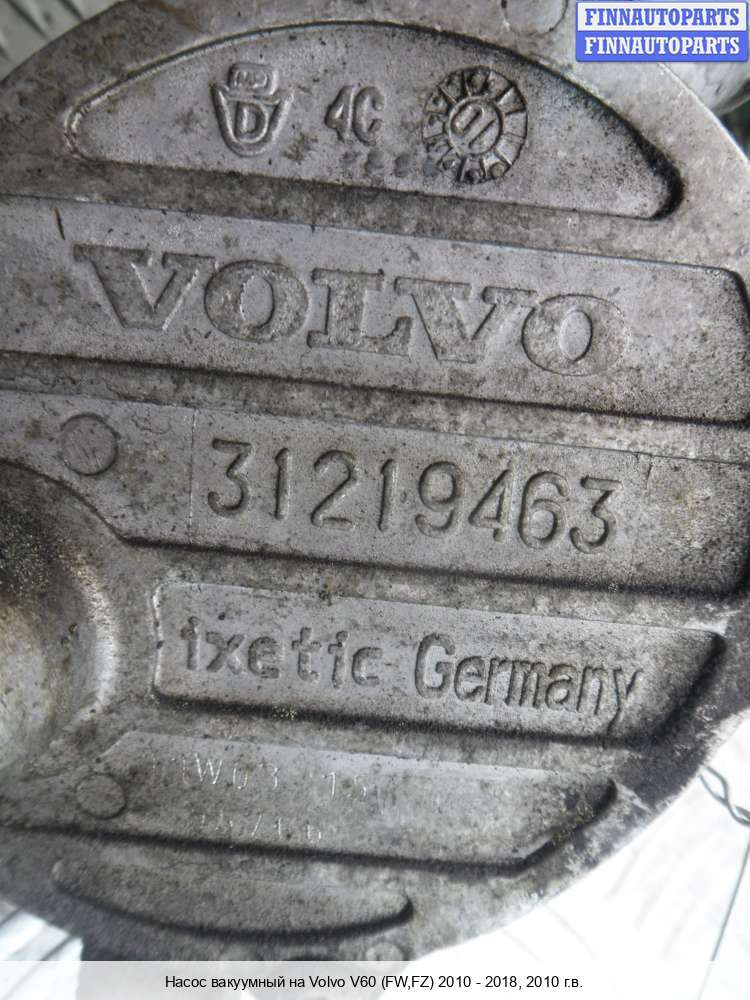 FINNAUTOPARTS
FINNAUTOPARTS
D 4C
VOLVO
31219463
ixetic Germany
Насос вакуумный на Volvo V60 (FW,FZ) 2010 - 2018, 2010 г.в.